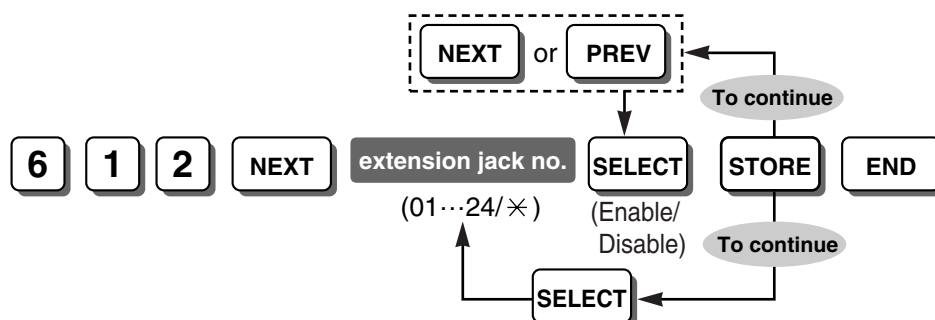 NEXT or PREV
To continue
6 1 2 NEXT extension jack no. SELECT STORE END
(01···24/✳) (Enable/
Disable) To continue
SELECT